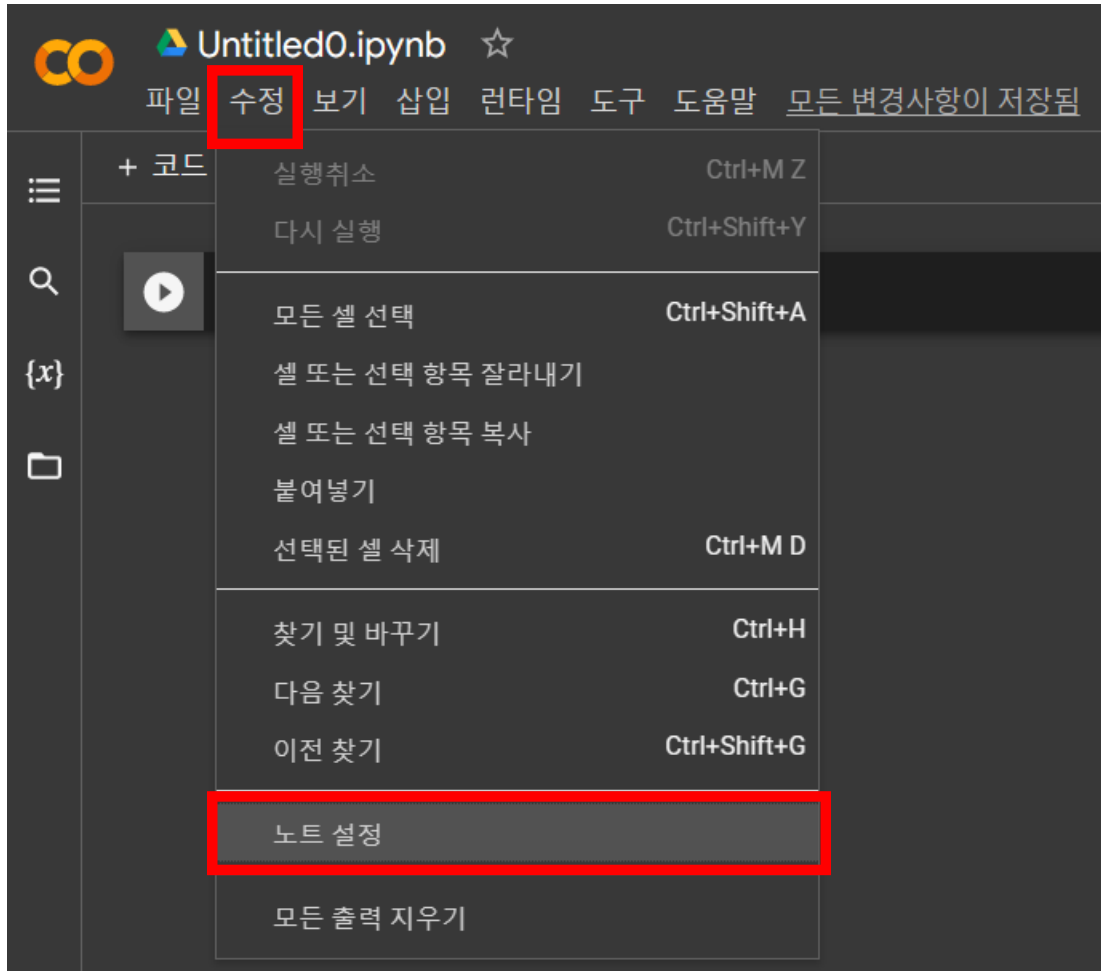 Untitled0.ipynb
파일 수정 보기 삽입 런타임 도구 도움말 모든 변경사항이 저장됨
+ 코드
실행취소 Ctrl+M Z
다시 실행 Ctrl+Shift+Y
모든 셀 선택 Ctrl+Shift+A
셀 또는 선택 항목 잘라내기
{x}
셀 또는 선택 항목 복사
붙여넣기
선택된 셀 삭제 Ctrl+M D
찾기 및 바꾸기 Ctrl+H
다음 찾기 Ctrl+G
이전 찾기 Ctrl+Shift+G
노트 설정
모든 출력 지우기